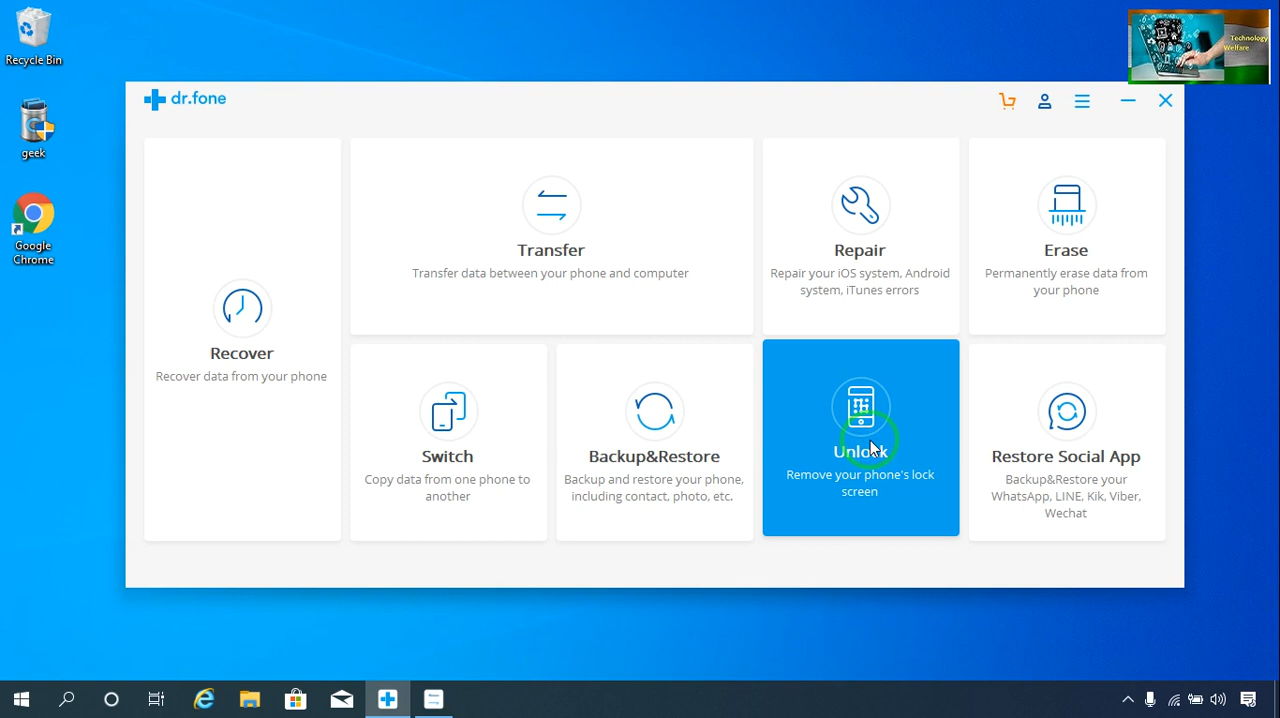 Recycle Bin
geek
Google
Chrome
Technology
Welfare
dr.fone
Recover
Recover data from your phone
Transfer
Transfer data between your phone and computer
Repair
Repair your iOS system, Android
system, iTunes errors
Erase
Permanently erase data from
your phone
Switch
Copy data from one phone to
another
Backup&Restore
Backup and restore your phone,
including contact, photo, etc.
Unlock
Remove your phone's lock
screen
Restore Social App
Backup&Restore your
WhatsApp, LINE, Kik, Viber,
Wechat